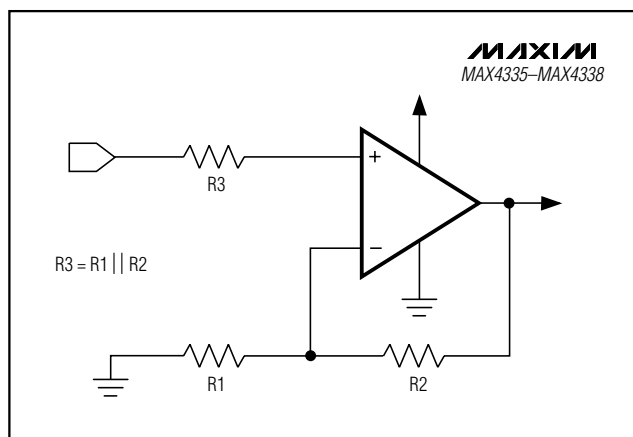 MAXIM
MAX4335–MAX4338
+
R3
−
R3 = R1 || R2
R1
R2